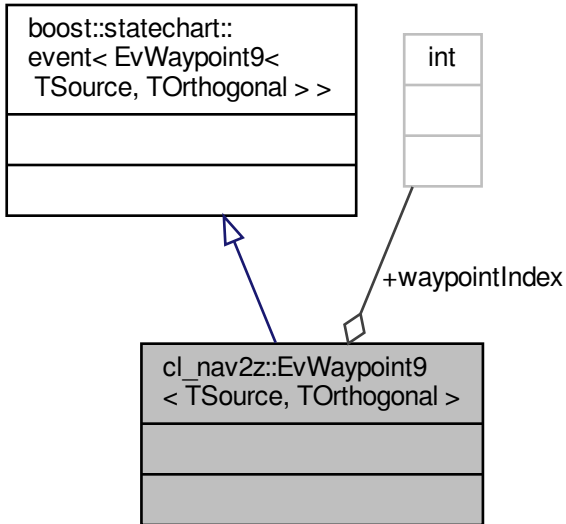 boost::statechart::
event< EvWaypoint9<
TSource, TOrthogonal > >
int
+waypointIndex
cl_nav2z::EvWaypoint9
< TSource, TOrthogonal >